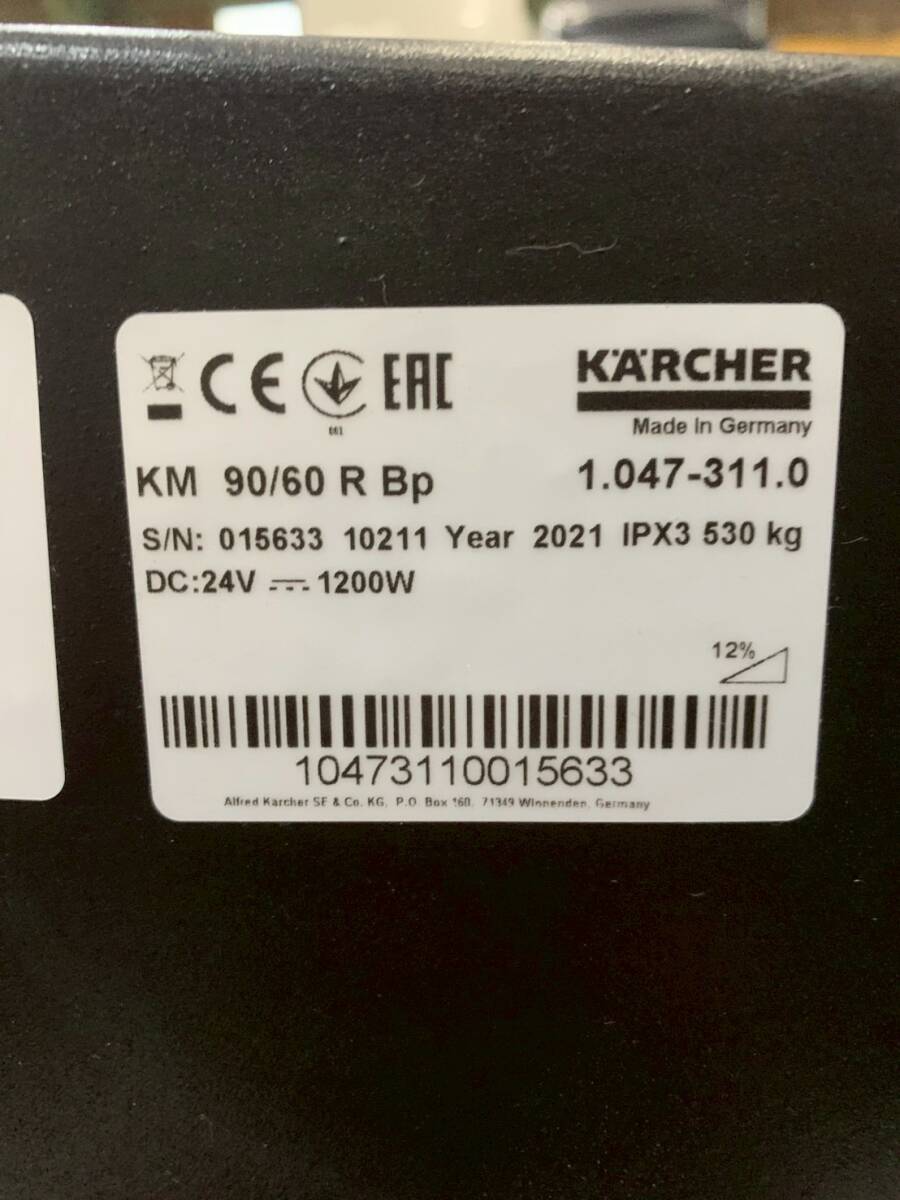 CE EAC
KÄRCHER
Made in Germany
KM 90/60 R Bp 1.047-311.0
S/N: 015633 10211 Year 2021 IPX3 530 kg
DC:24V 1200W
12%
10473110015633
Alfred Karcher SE & Co. KG, P.O. Box 160, 71349 Winnenden, Germany